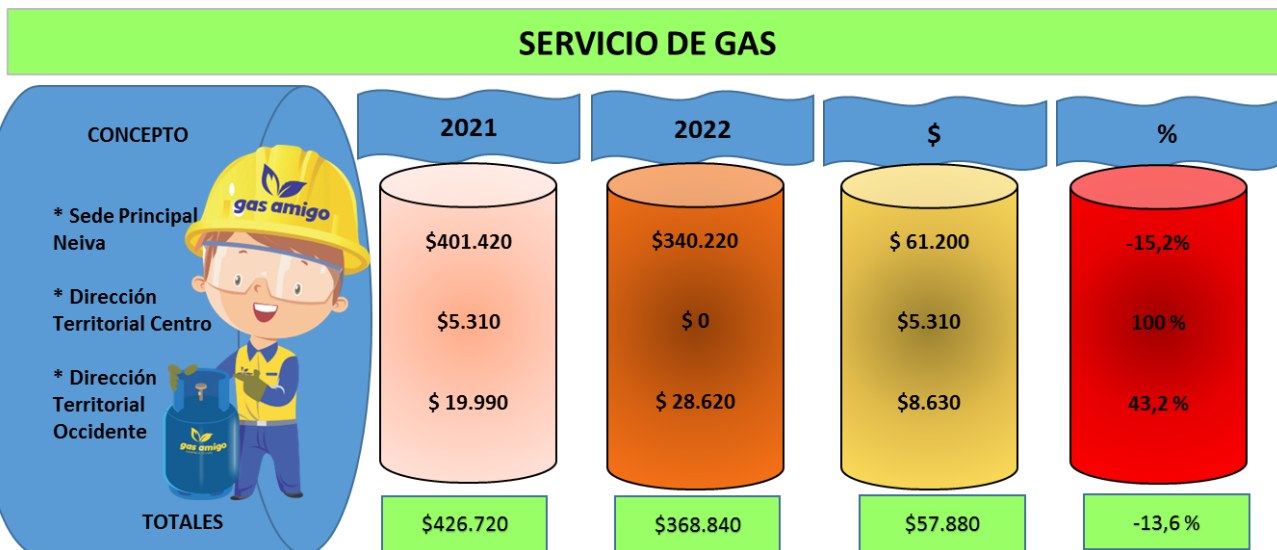 SERVICIO DE GAS
CONCEPTO
2021
2022
$
%
gas amigo
* Sede Principal
Neiva
$401.420
$340.220
$ 61.200
-15,2%
* Dirección
Territorial Centro
$5.310
$ 0
$5.310
100 %
* Dirección
Territorial
Occidente
$ 19.990
$ 28.620
$8.630
43,2 %
gas amigo
TOTALES
$426.720
$368.840
$57.880
-13,6 %